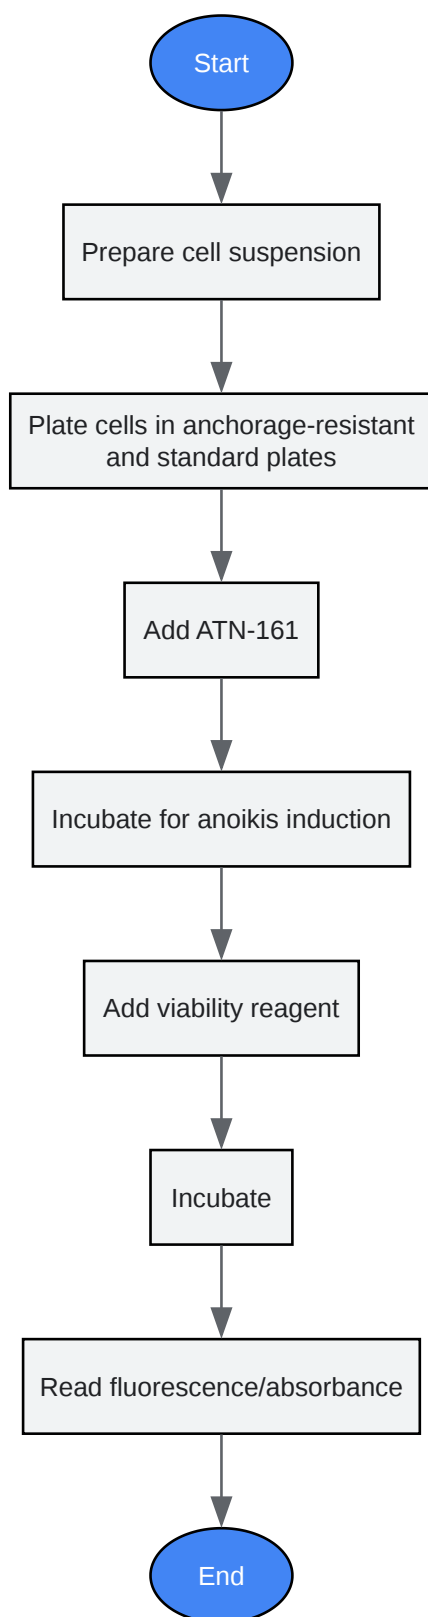 Start
Prepare cell suspension
Plate cells in anchorage-resistant
and standard plates
Add ATN-161
Incubate for anoikis induction
Add viability reagent
Incubate
Read fluorescence/absorbance
End